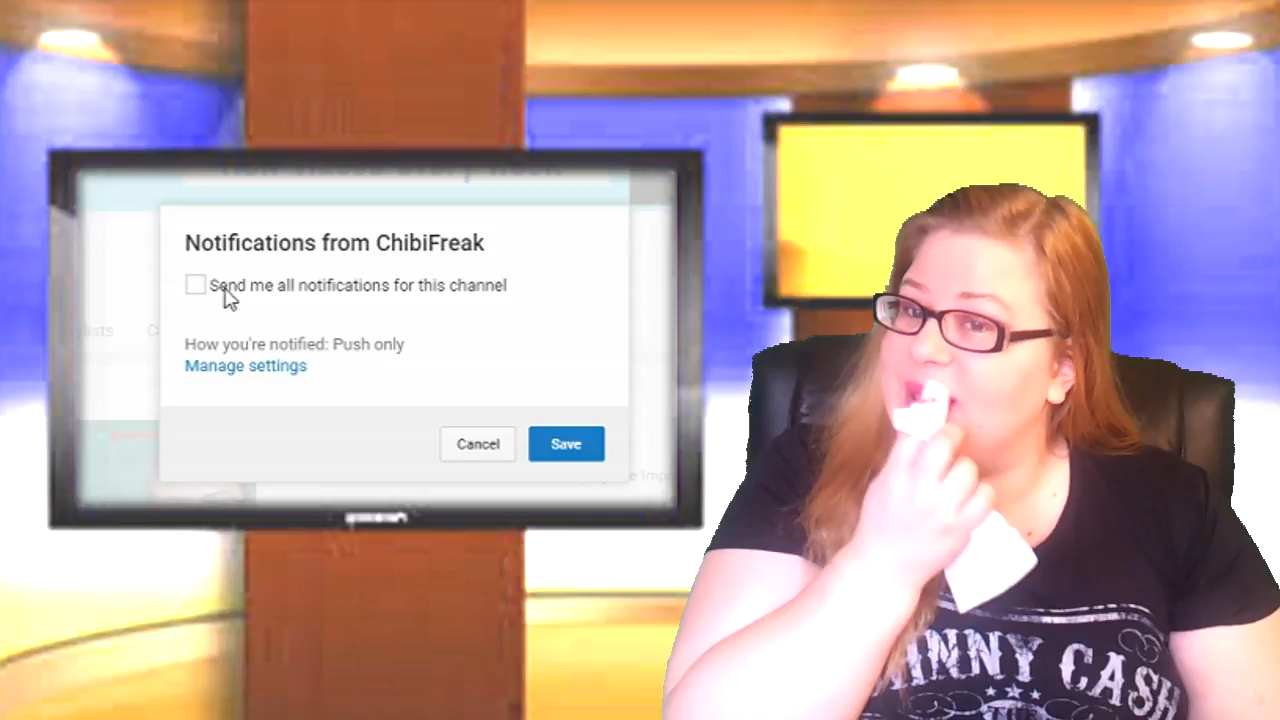 Notifications from ChibiFreak
Send me all notifications for this channel
How you're notified: Push only
Manage settings
Cancel
Save
CASH